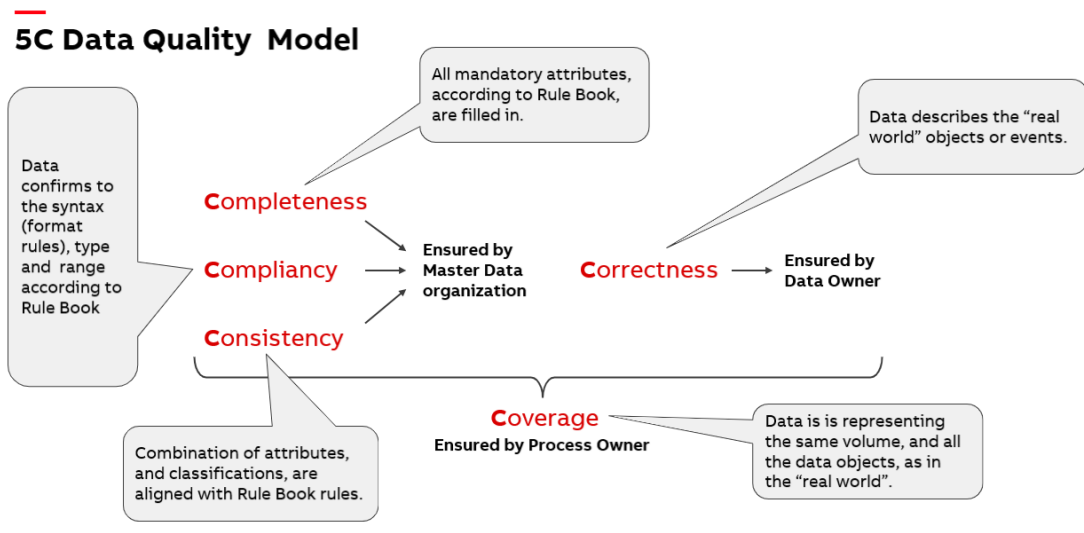 5C Data Quality Model
All mandatory attributes,
according to Rule Book,
are filled in.
Data describes the “real
world” objects or events.
Data
confirms to
the syntax
(format
rules), type
and range
according to
Rule Book
Completeness
Compliancy
Consistency
Ensured by
Master Data
organization
Correctness
Ensured by
Data Owner
Coverage
Ensured by Process Owner
Combination of attributes,
and classifications, are
aligned with Rule Book rules.
Data is is representing
the same volume, and all
the data objects, as in
the “real world”.